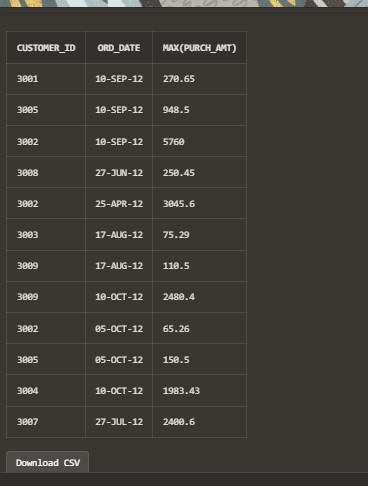 CUSTOMER_ID ORD_DATE MAX(PURCH_AMT)
3001 10-SEP-12 270.65
3005 10-SEP-12 948.5
3002 10-SEP-12 5760
3008 27-JUN-12 250.45
3002 25-APR-12 3045.6
3003 17-AUG-12 75.29
3009 17-AUG-12 110.5
3009 10-OCT-12 2480.4
3002 05-OCT-12 65.26
3005 05-OCT-12 150.5
3004 10-OCT-12 1983.43
3007 27-JUL-12 2400.6
Download CSV